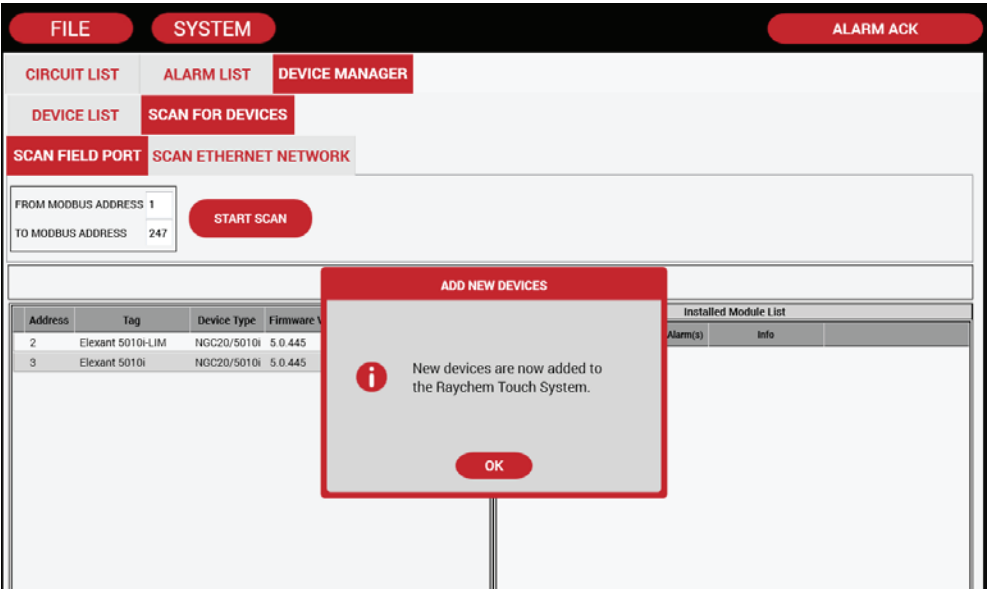 FILE SYSTEM ALARM ACK
CIRCUIT LIST ALARM LIST DEVICE MANAGER
DEVICE LIST SCAN FOR DEVICES
SCAN FIELD PORT SCAN ETHERNET NETWORK
FROM MODBUS ADDRESS 1
START SCAN
TO MODBUS ADDRESS 247
ADD NEW DEVICES
Installed Module List
Address Tag Device Type Firmware
Alarm(s) Info
2 Elexant 5010i-LIM NGC20/5010i 5.0.445
3 Elexant 5010i NGC20/5010i 5.0.445
New devices are now added to
the Raychem Touch System.
OK